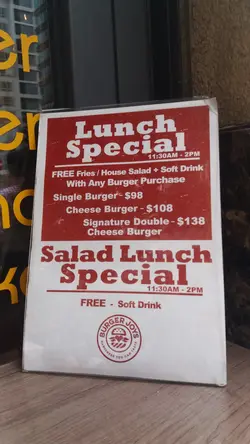 Lunch
Special
11:30AM - 2PM
FREE Fries / House Salad + Soft Drink
With Any Burger Purchase
Single Burger - $98
Cheese Burger - $108
Signature Double - $138
Cheese Burger
Salad Lunch
Special
11:30AM - 2PM
FREE - Soft Drink
BURGER JOYS